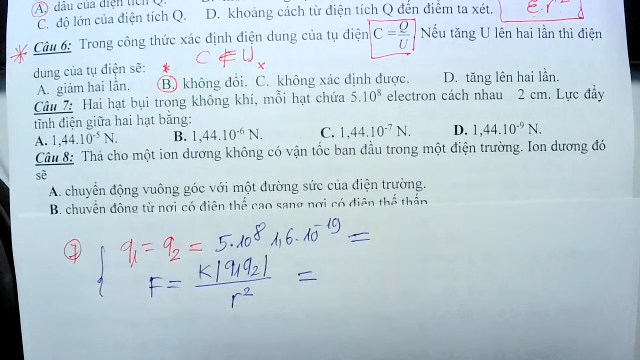 A. dấu của điện tích Q.
C. độ lớn của điện tích Q. D. khoảng cách từ điện tích Q đến điểm ta xét.
ε.r²
Câu 6: Trong công thức xác định điện dung của tụ điện C = Q/U. Nếu tăng U lên hai lần thì điện
dung của tụ điện sẽ: C ∉ U
A. giảm hai lần. B. không đổi. C. không xác định được. D. tăng lên hai lần.
Câu 7: Hai hạt bụi trong không khí, mỗi hạt chứa 5.10⁸ electron cách nhau 2 cm. Lực đẩy
tĩnh điện giữa hai hạt bằng:
A. 1,44.10⁻⁵ N. B. 1,44.10⁻⁶ N. C. 1,44.10⁻⁷ N. D. 1,44.10⁻⁹ N.
Câu 8: Thả cho một ion dương không có vận tốc ban đầu trong một điện trường. Ion dương đó
sẽ
A. chuyển động vuông góc với một đường sức của điện trường.
B. chuyển động từ nơi có điện thế cao sang nơi có điện thế thấp
7 q₁ = q₂ = 5.10⁸.1,6.10⁻¹⁹ =
F = K|q₁q₂|/r² =